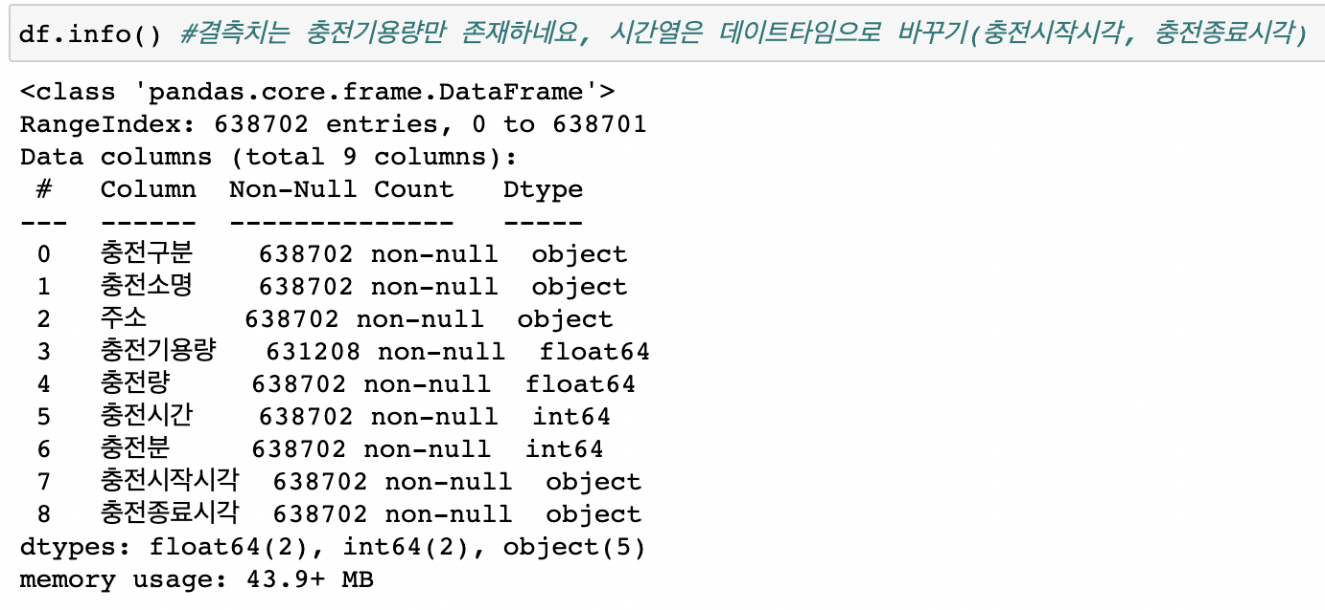 df.info() #결측치는 충전기용량만 존재하네요, 시간열은 데이트타임으로 바꾸기(충전시작시각, 충전종료시각)
<class 'pandas.core.frame.DataFrame'>
RangeIndex: 638702 entries, 0 to 638701
Data columns (total 9 columns):
 #   Column  Non-Null Count   Dtype
---  ------  --------------   -----
 0   충전구분    638702 non-null  object
 1   충전소명    638702 non-null  object
 2   주소      638702 non-null  object
 3   충전기용량   631208 non-null  float64
 4   충전량     638702 non-null  float64
 5   충전시간    638702 non-null  int64
 6   충전분     638702 non-null  int64
 7   충전시작시각  638702 non-null  object
 8   충전종료시각  638702 non-null  object
dtypes: float64(2), int64(2), object(5)
memory usage: 43.9+ MB